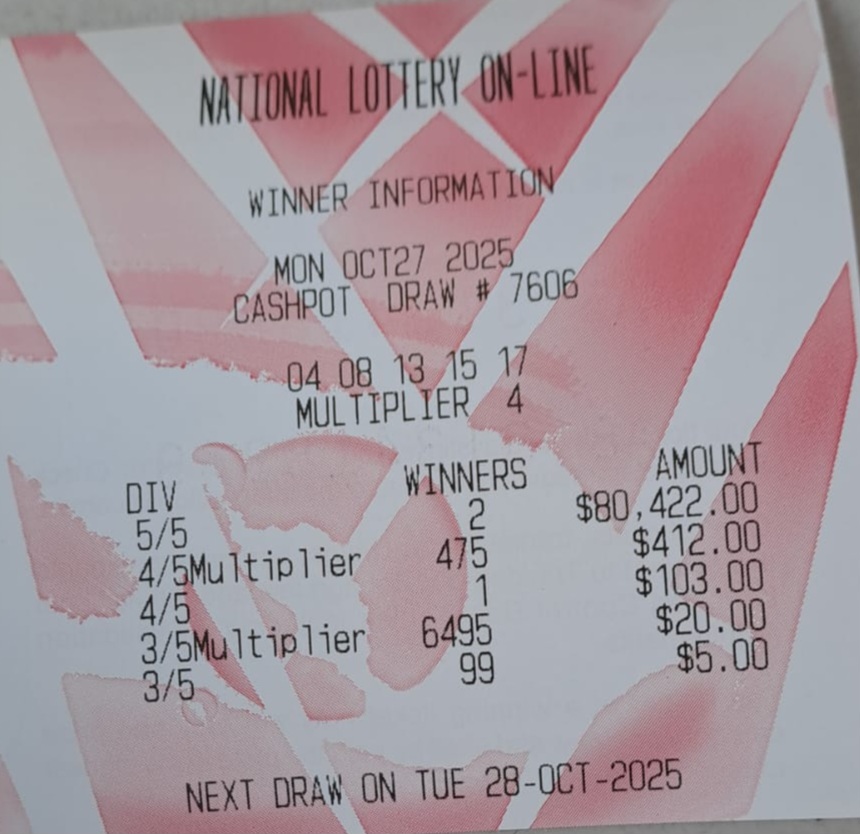 NATIONAL LOTTERY ON-LINE
WINNER INFORMATION
MON OCT27 2025
CASHPOT DRAW # 7606
04 08 13 15 17
MULTIPLIER 4
DIV WINNERS AMOUNT
5/5 2 $80,422.00
4/5Multiplier 475 $412.00
4/5 1 $103.00
3/5Multiplier 6495 $20.00
3/5 99 $5.00
NEXT DRAW ON TUE 28-OCT-2025